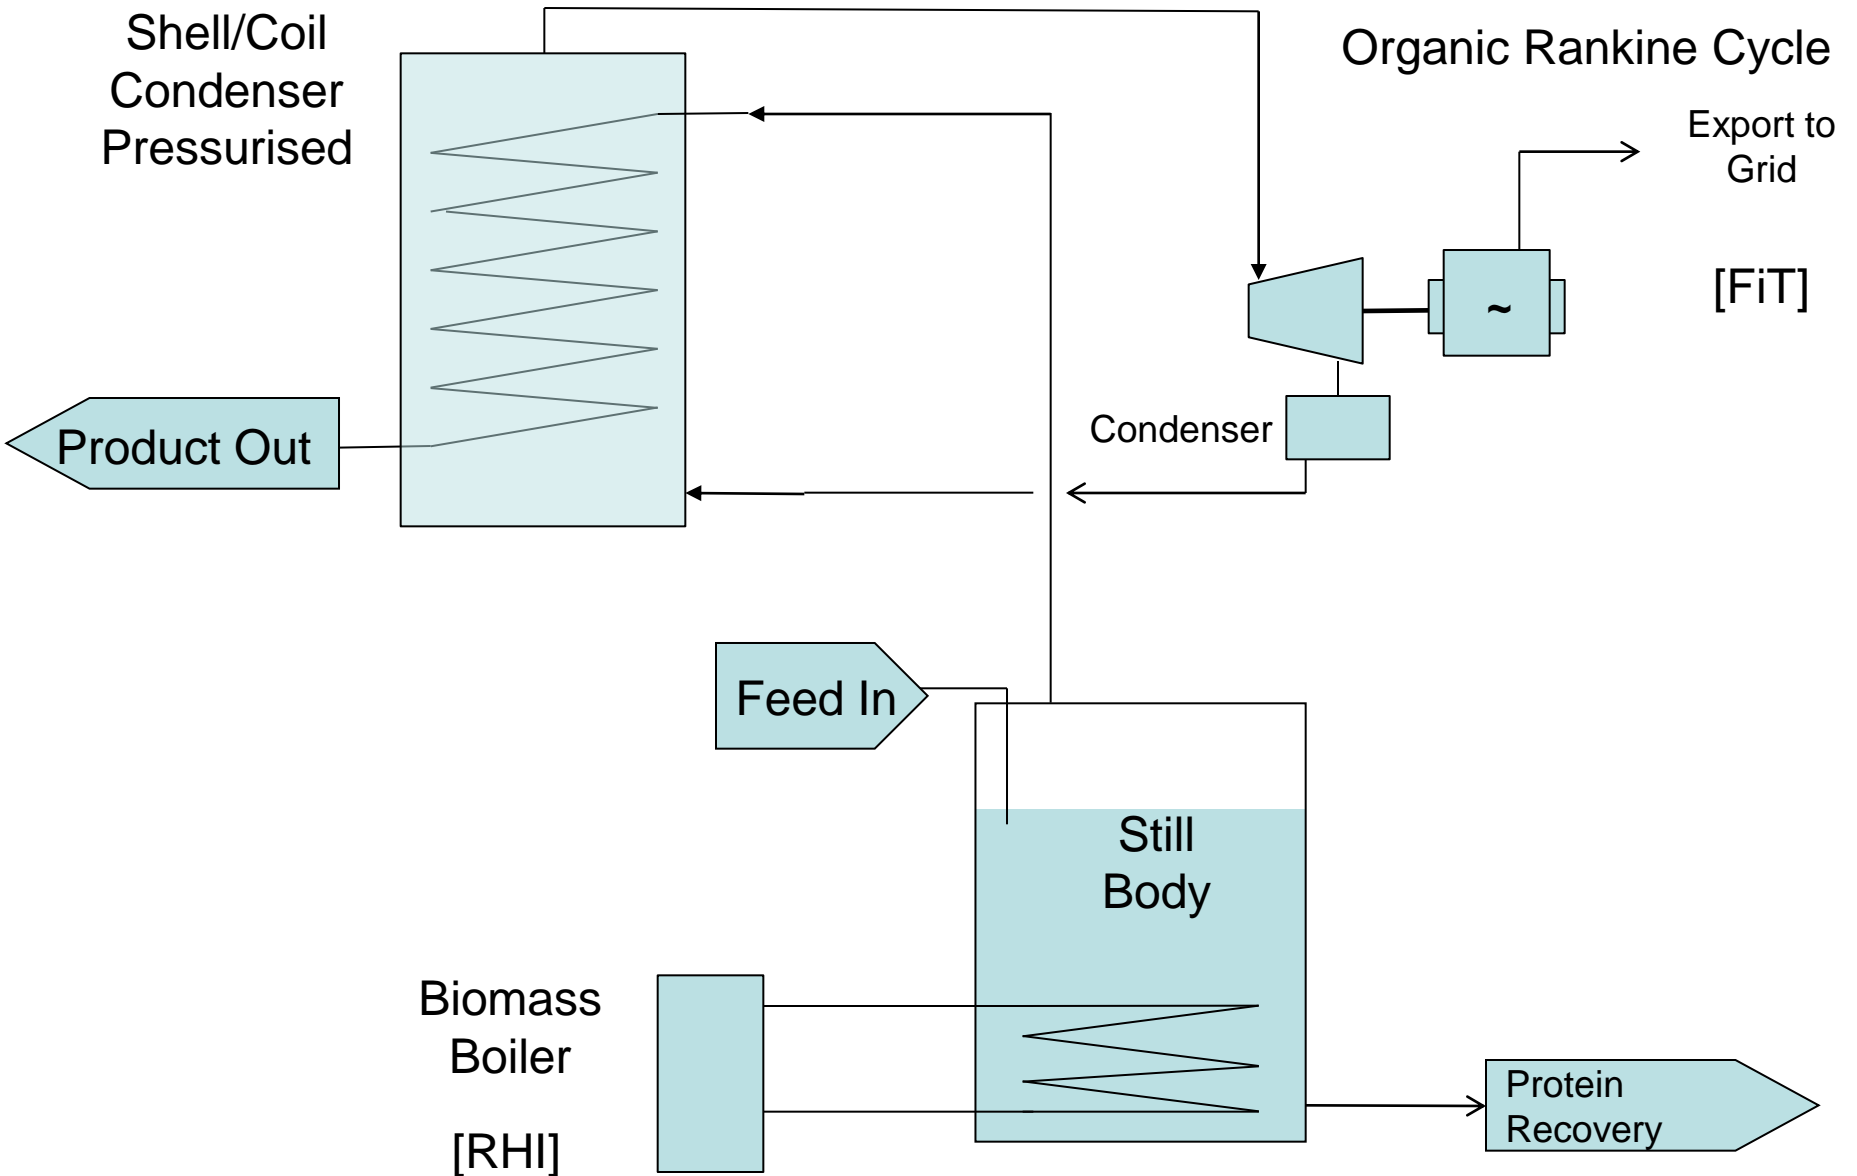 Shell/Coil
Condenser
Pressurised
Organic Rankine Cycle
Export to
Grid
[FiT]
~
Condenser
Product Out
Feed In
Still
Body
Biomass
Boiler
[RHI]
Protein
Recovery